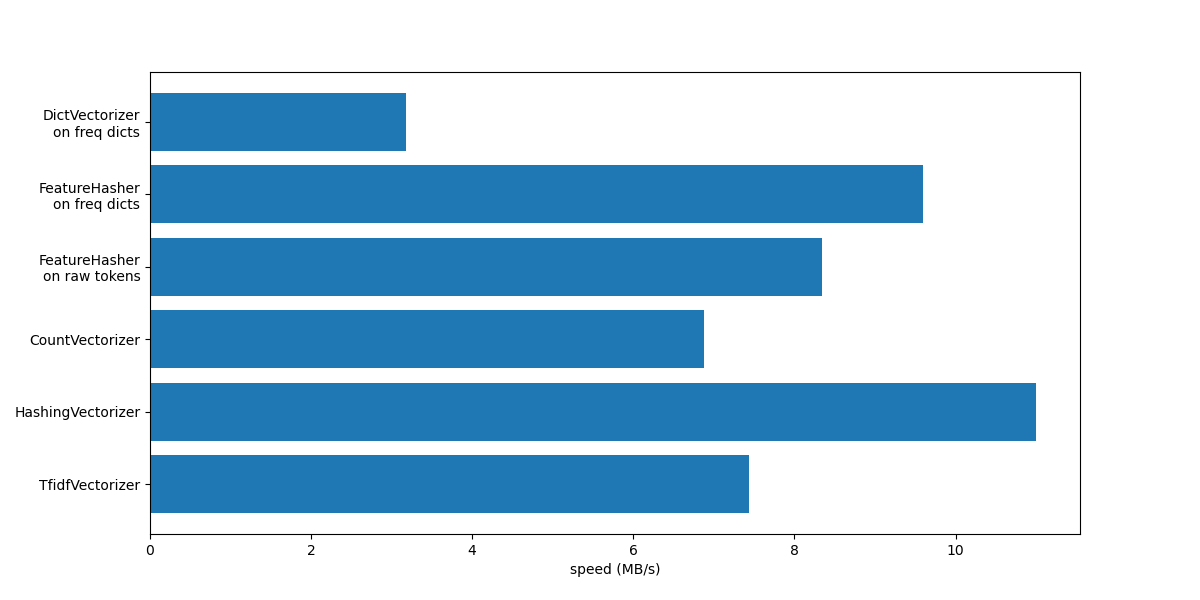 DictVectorizer
on freq dicts
FeatureHasher
on freq dicts
FeatureHasher
on raw tokens
CountVectorizer
HashingVectorizer
TfidfVectorizer
0 2 4 6 8 10
speed (MB/s)